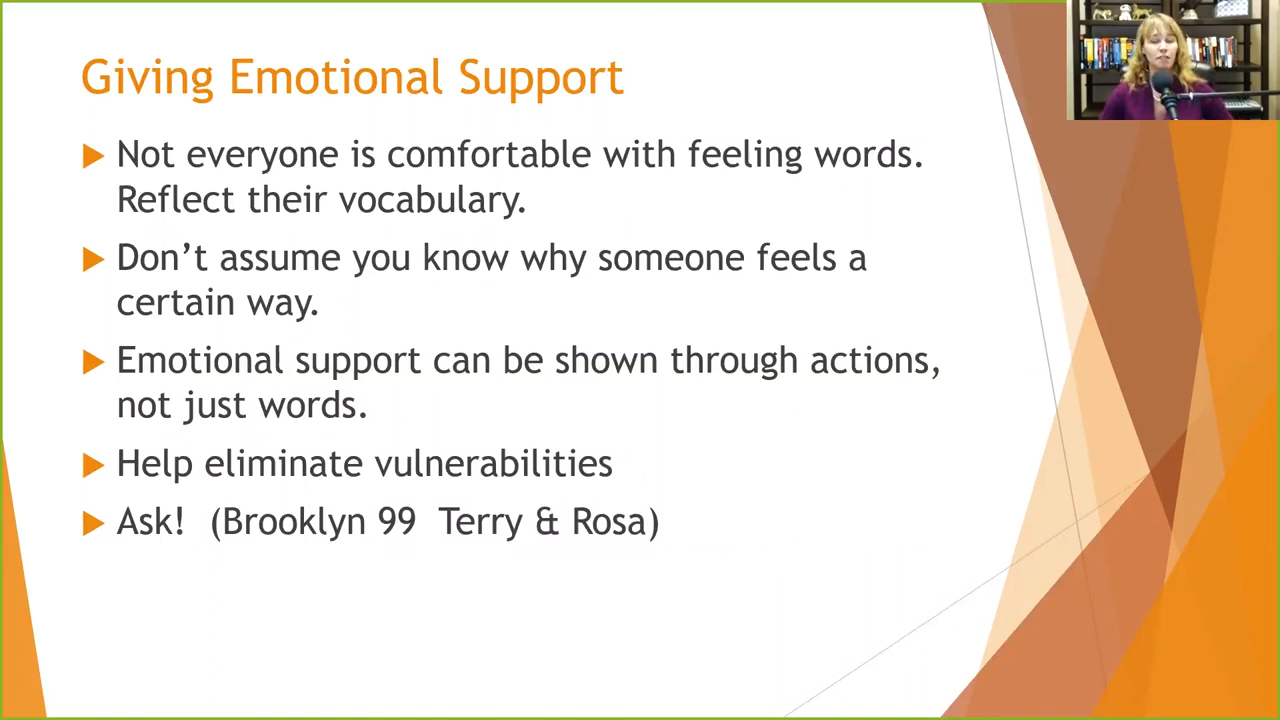 Giving Emotional Support
Not everyone is comfortable with feeling words.
Reflect their vocabulary.
Don’t assume you know why someone feels a
certain way.
Emotional support can be shown through actions,
not just words.
Help eliminate vulnerabilities
Ask!  (Brooklyn 99  Terry & Rosa)